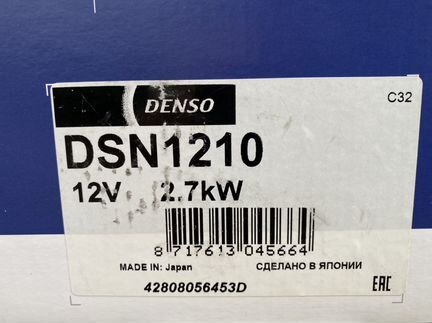 DENSO
C32
DSN1210
12V 2.7kW
8 717613 045664
MADE IN: Japan СДЕЛАНО В ЯПОНИИ
42808056453D
EAC